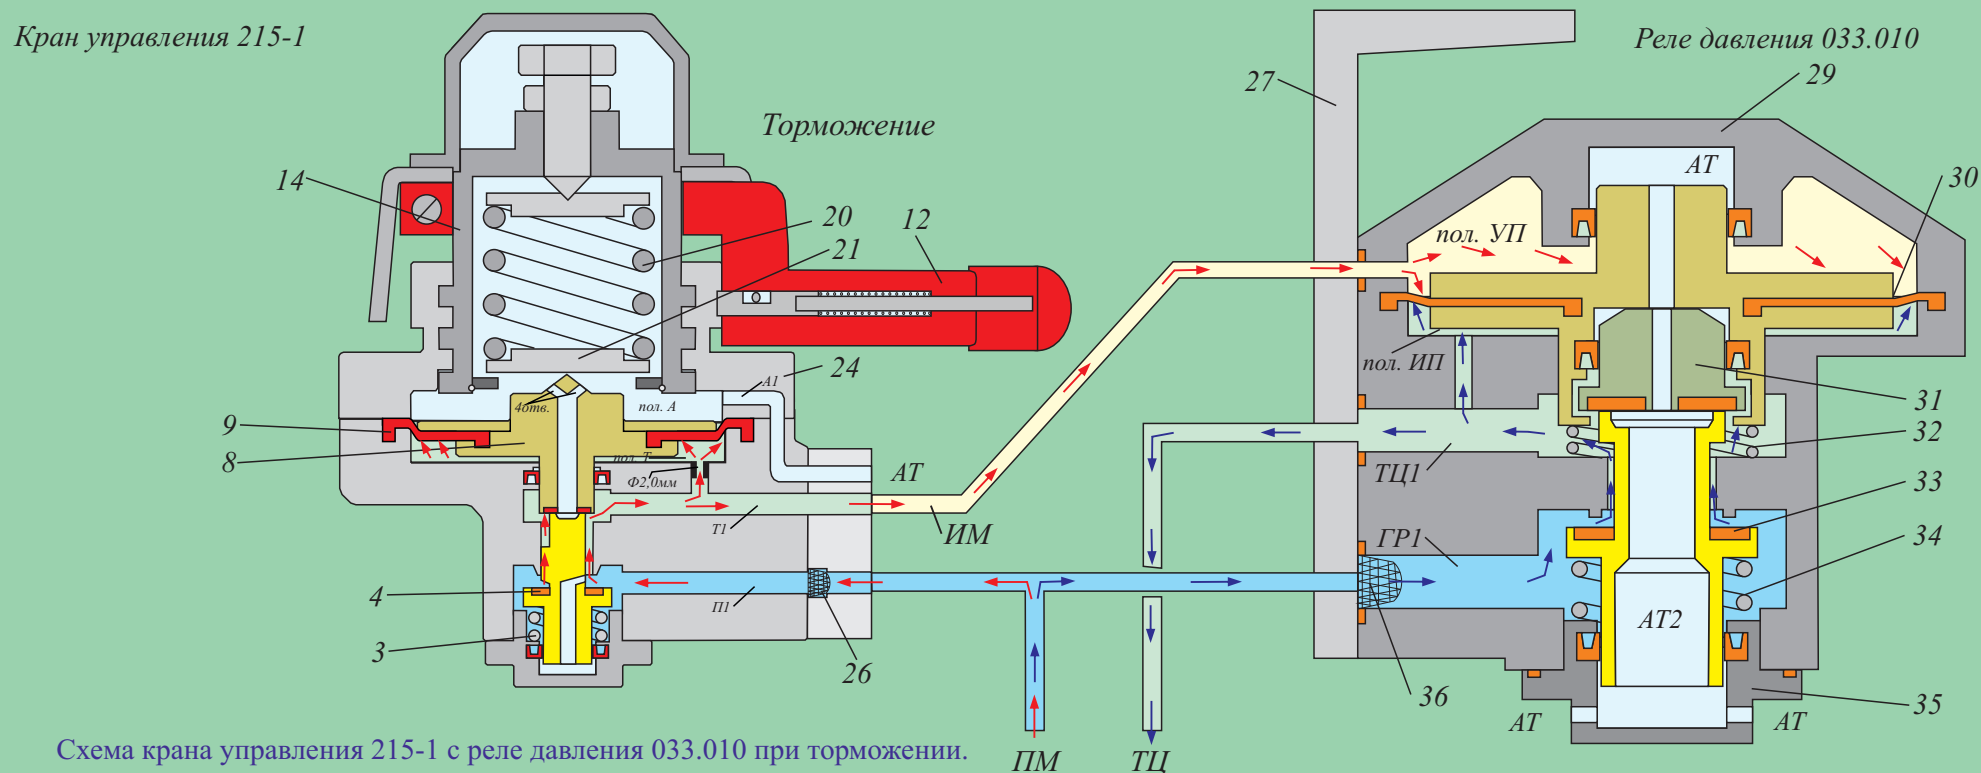 Кран управления 215-1
Реле давления 033.010
Торможение
29
27
14
20
12
21
АТ
30
пол. УП
пол. ИП
24
А1
4отв.
пол. А
9
8
пол. Т
Ф2,0мм
АТ
31
32
ТЦ1
Т1
ИМ
33
ГР1
34
4
П1
АТ2
3
26
36
35
АТ
АТ
Схема крана управления 215-1 с реле давления 033.010 при торможении.
ПМ
ТЦ